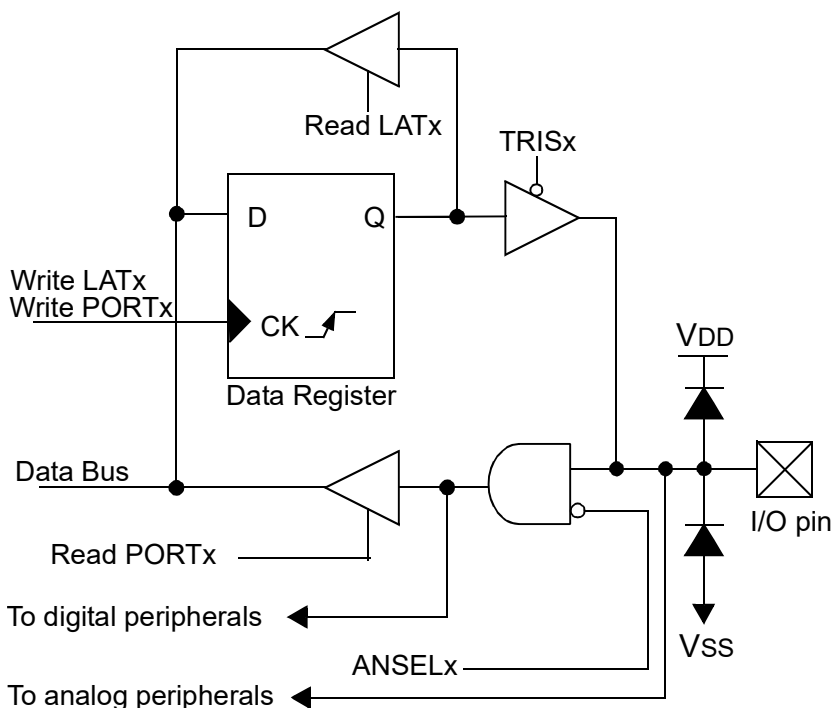 Read LATx
TRISx
D
Q
Write LATx
Write PORTx
CK
VDD
Data Register
Data Bus
I/O pin
Read PORTx
To digital peripherals
VSS
ANSELx
To analog peripherals